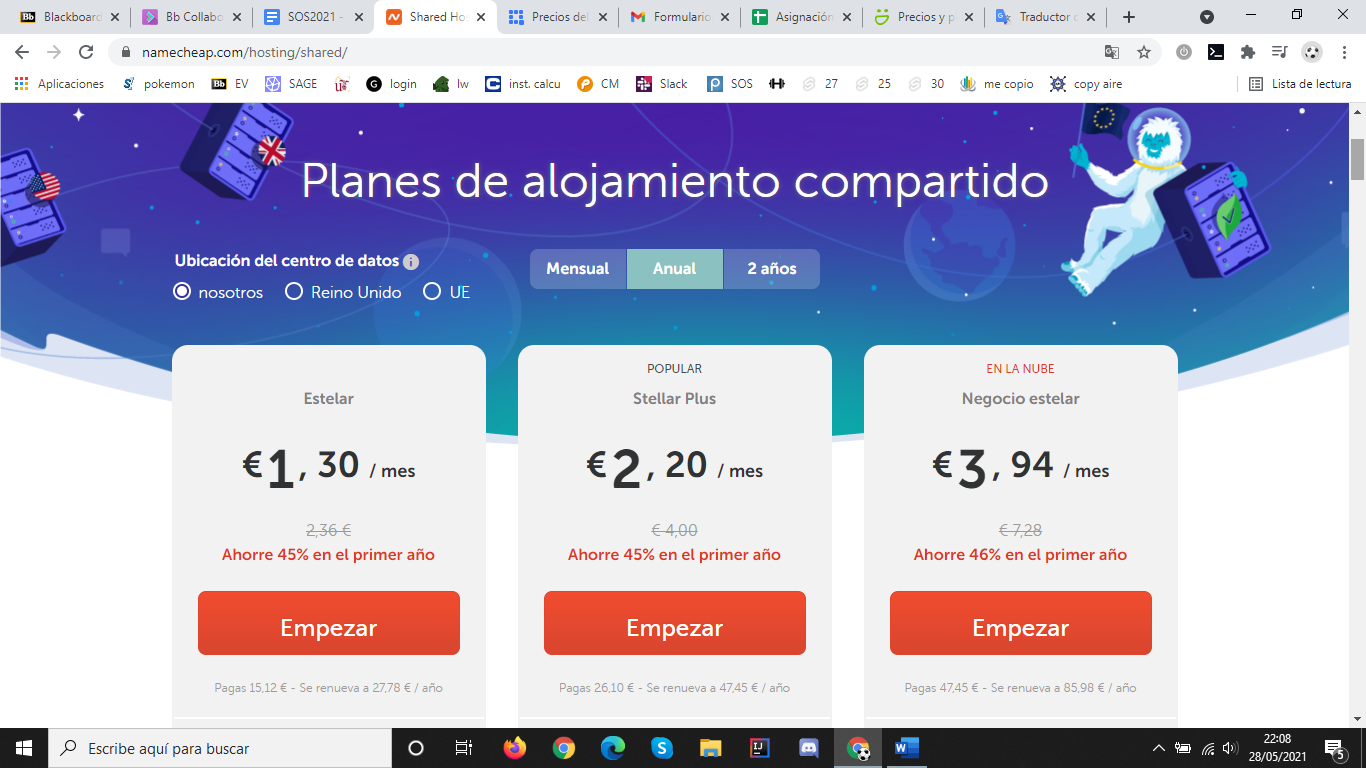 Blackboard
Bb Collabo
SOS2021 -
Shared Hos
Precios del
Formulario
Asignación
Precios y p
Traductor d
namecheap.com/hosting/shared/
Aplicaciones pokemon EV SAGE login lw inst. calcu CM Slack SOS 27 25 30 me copio copy aire Lista de lectura
Planes de alojamiento compartido
Ubicación del centro de datos
nosotros Reino Unido UE
Mensual Anual 2 años
Estelar
€ 1, 30 / mes
2,36 €
Ahorre 45% en el primer año
Empezar
Pagas 15,12 € - Se renueva a 27,78 € / año
POPULAR
Stellar Plus
€ 2, 20 / mes
€ 4,00
Ahorre 45% en el primer año
Empezar
Pagas 26,10 € - Se renueva a 47,45 € / año
EN LA NUBE
Negocio estelar
€ 3, 94 / mes
€ 7,28
Ahorre 46% en el primer año
Empezar
Pagas 47,45 € - Se renueva a 85,98 € / año
Escribe aquí para buscar
22:08
28/05/2021
5